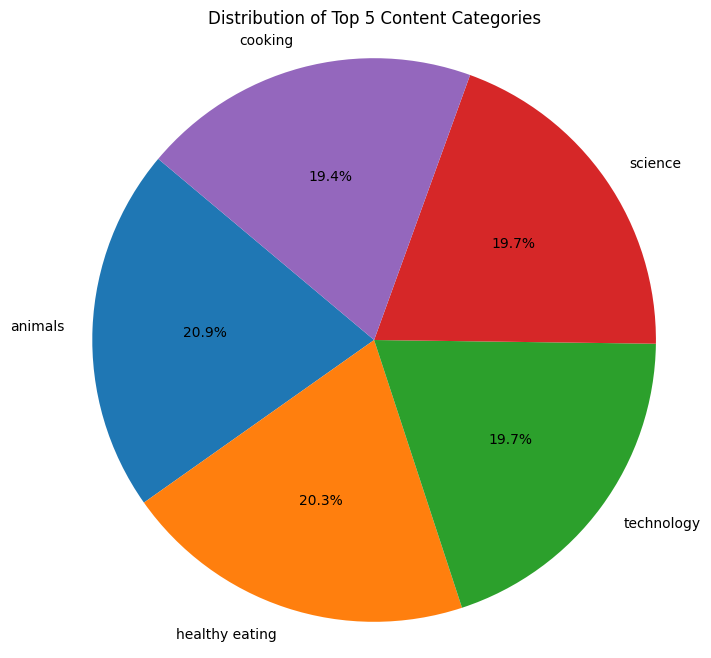 Distribution of Top 5 Content Categories
cooking
science
19.4%
19.7%
animals
20.9%
19.7%
20.3%
technology
healthy eating